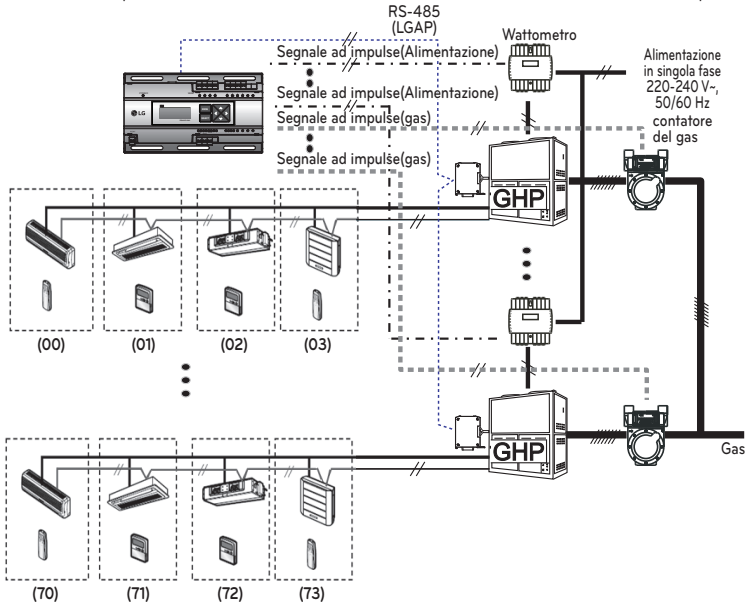 RS-485
(LGAP)
Wattometro
Segnale ad impulse(Alimentazione)
Segnale ad impulse(Alimentazione)
Segnale ad impulse(gas)
Segnale ad impulse(gas)
Alimentazione
in singola fase
220-240 V~,
50/60 Hz
contatore
del gas
LG
GHP
(00)
(01)
(02)
(03)
GHP
Gas
(70)
(71)
(72)
(73)